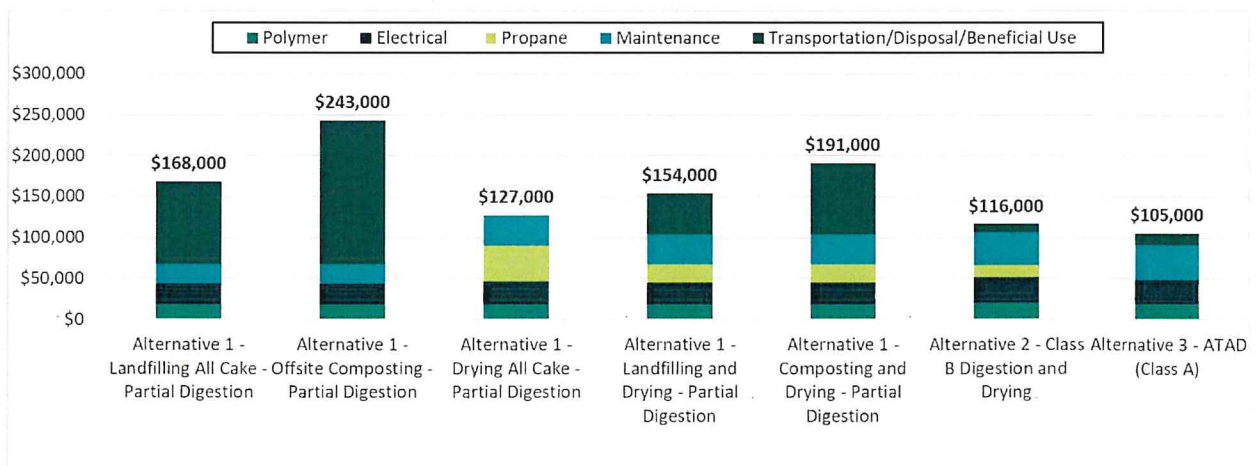 Polymer Electrical Propane Maintenance Transportation/Disposal/Beneficial Use
$300,000
$250,000
$200,000
$150,000
$100,000
$50,000
$0
$168,000
$243,000
$127,000
$154,000
$191,000
$116,000
$105,000
Alternative 1 -
Landfilling All Cake -
Partial Digestion
Alternative 1 -
Offsite Composting -
Partial Digestion
Alternative 1 -
Drying All Cake -
Partial Digestion
Alternative 1 -
Landfilling and
Drying - Partial
Digestion
Alternative 1 -
Composting and
Drying - Partial
Digestion
Alternative 2 - Class
B Digestion and
Drying
Alternative 3 - ATAD
(Class A)